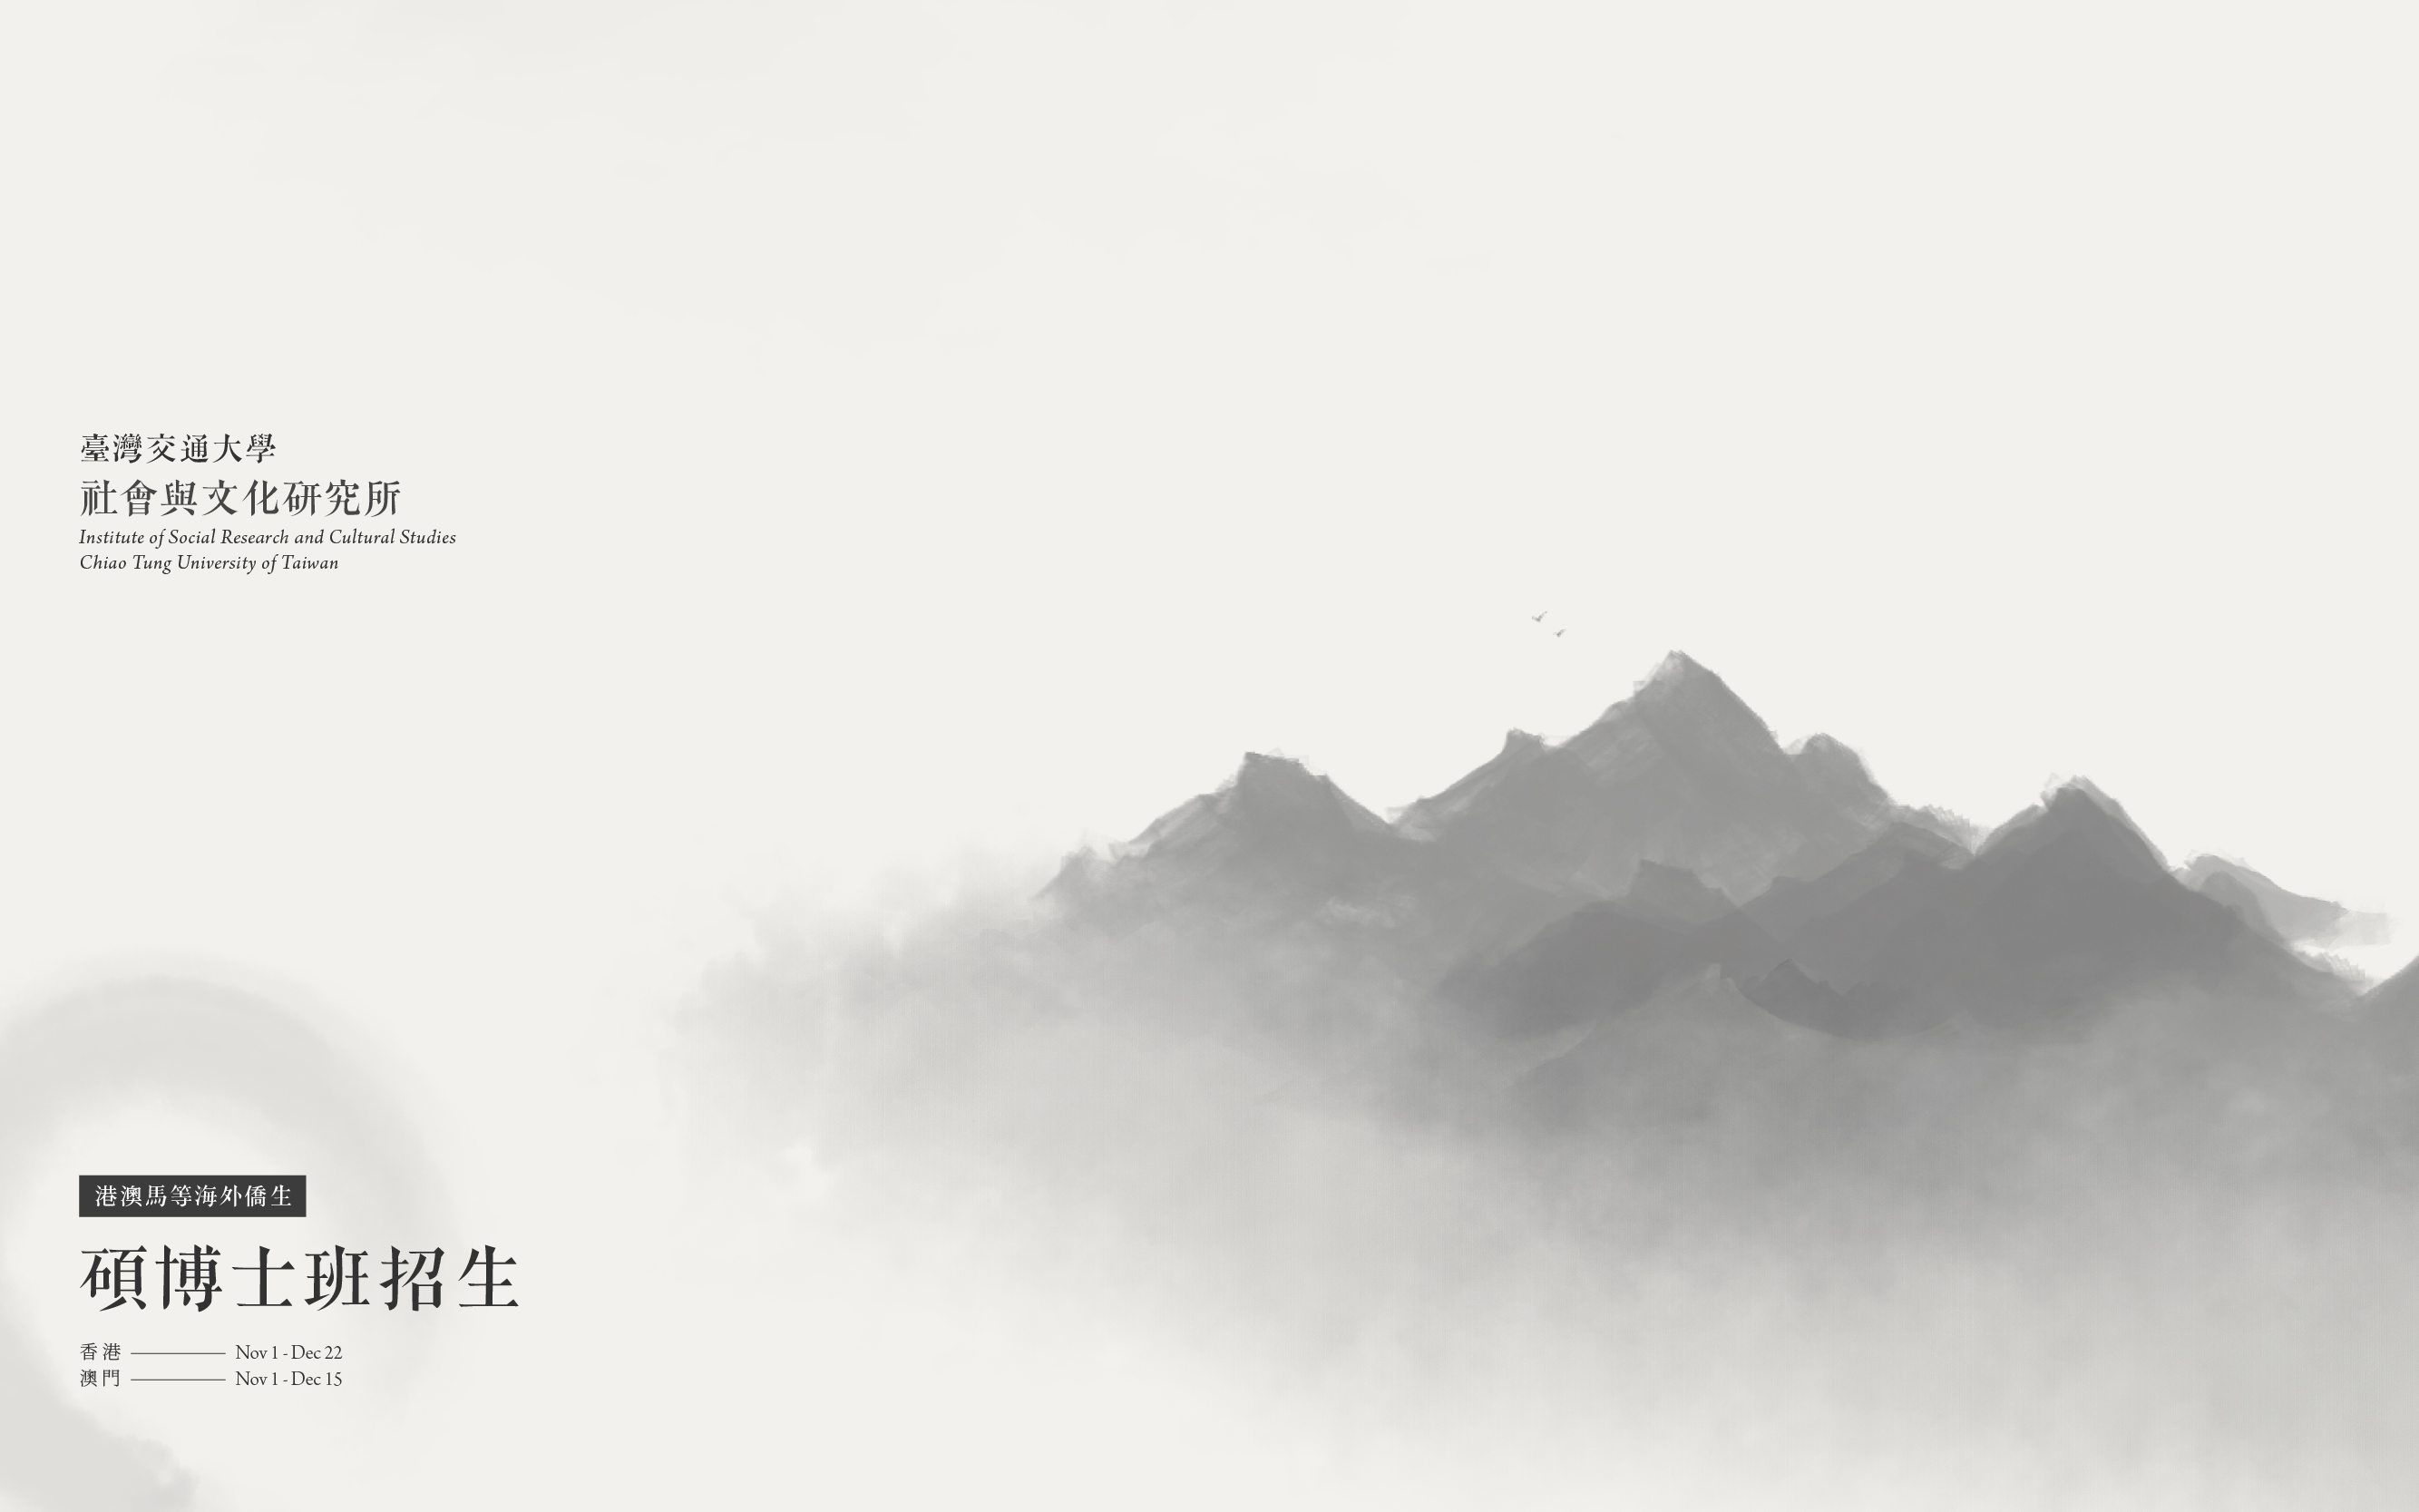 臺灣交通大學
社會與文化研究所
Institute of Social Research and Cultural Studies
Chiao Tung University of Taiwan
港澳馬等海外僑生
碩博士班招生
香港 Nov 1 - Dec 22
澳門 Nov 1 - Dec 15